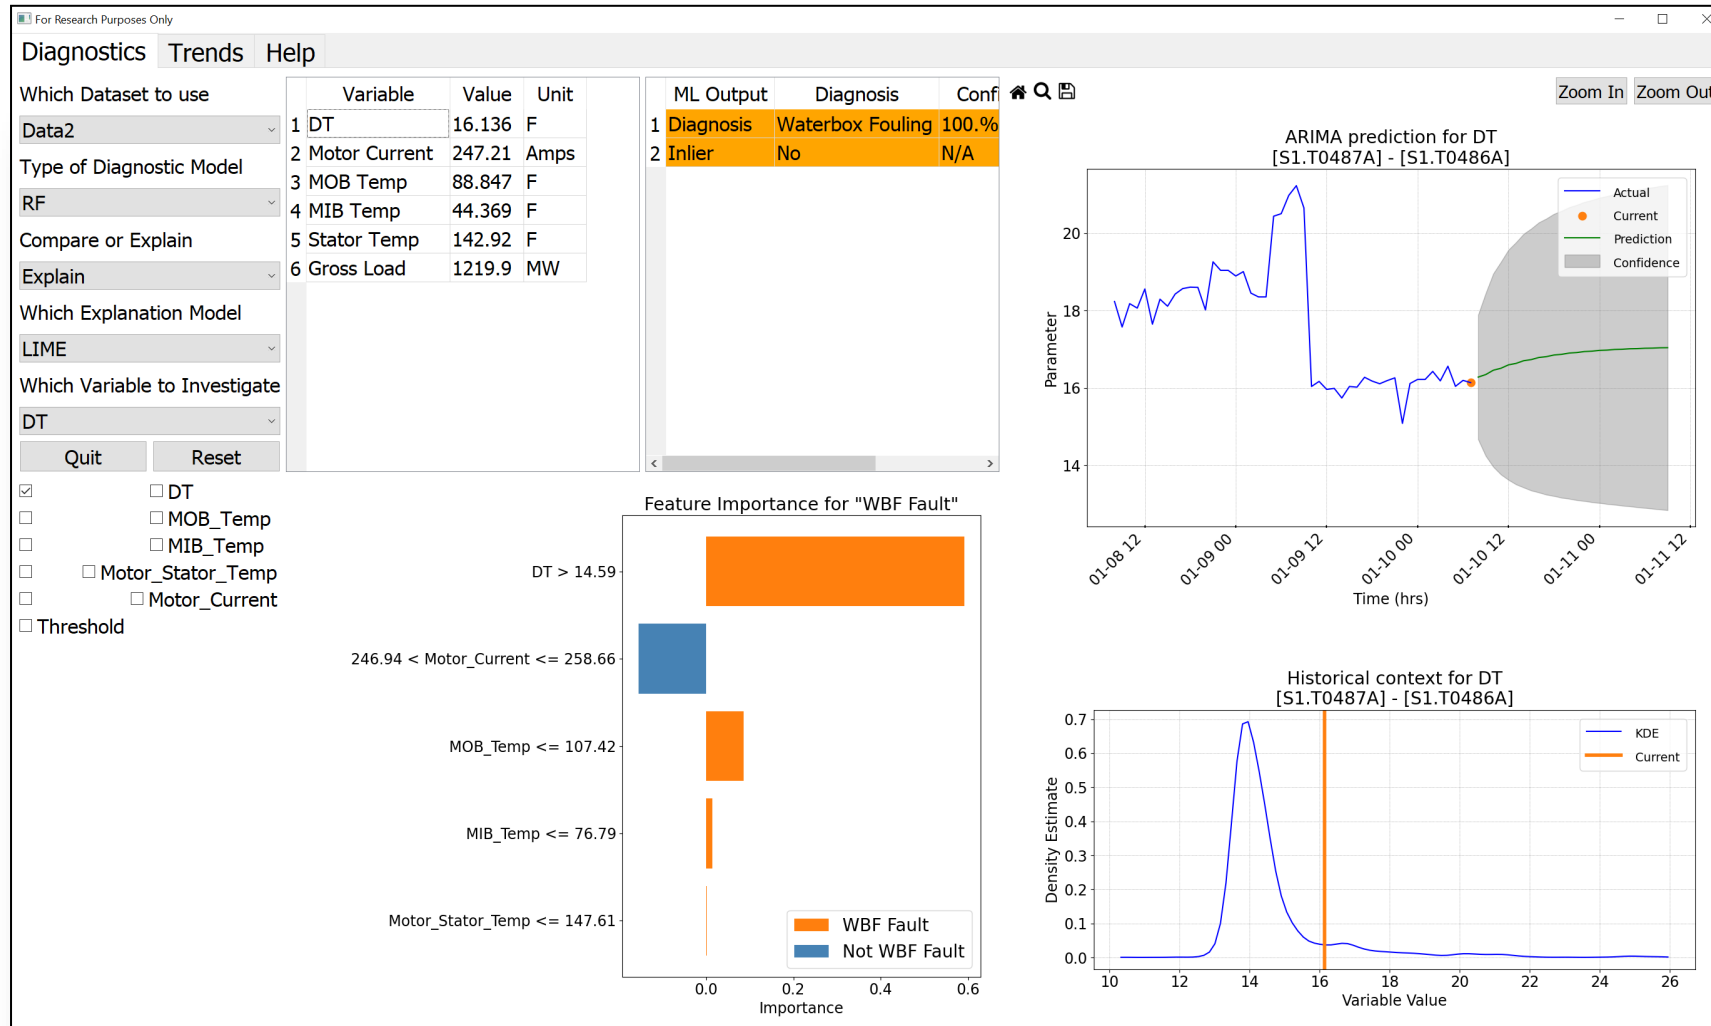 For Research Purposes Only
Diagnostics Trends Help
Which Dataset to use
Data2
Type of Diagnostic Model
RF
Compare or Explain
Explain
Which Explanation Model
LIME
Which Variable to Investigate
DT
Quit Reset
DT
MOB_Temp
MIB_Temp
Motor_Stator_Temp
Motor_Current
Threshold
Variable Value Unit
1 DT 16.136 F
2 Motor Current 247.21 Amps
3 MOB Temp 88.847 F
4 MIB Temp 44.369 F
5 Stator Temp 142.92 F
6 Gross Load 1219.9 MW
ML Output Diagnosis Confi
1 Diagnosis Waterbox Fouling 100.%
2 Inlier No N/A
Zoom In Zoom Out
ARIMA prediction for DT
[S1.T0487A] - [S1.T0486A]
Actual
Current
Prediction
Confidence
Parameter
20
18
16
14
01-08 12 01-09 00 01-09 12 01-10 00 01-10 12 01-11 00 01-11 12
Time (hrs)
Feature Importance for "WBF Fault"
DT > 14.59
246.94 < Motor_Current <= 258.66
MOB_Temp <= 107.42
MIB_Temp <= 76.79
Motor_Stator_Temp <= 147.61
WBF Fault
Not WBF Fault
0.0 0.2 0.4 0.6
Importance
Historical context for DT
[S1.T0487A] - [S1.T0486A]
KDE
Current
Density Estimate
0.7
0.6
0.5
0.4
0.3
0.2
0.1
0.0
10 12 14 16 18 20 22 24 26
Variable Value